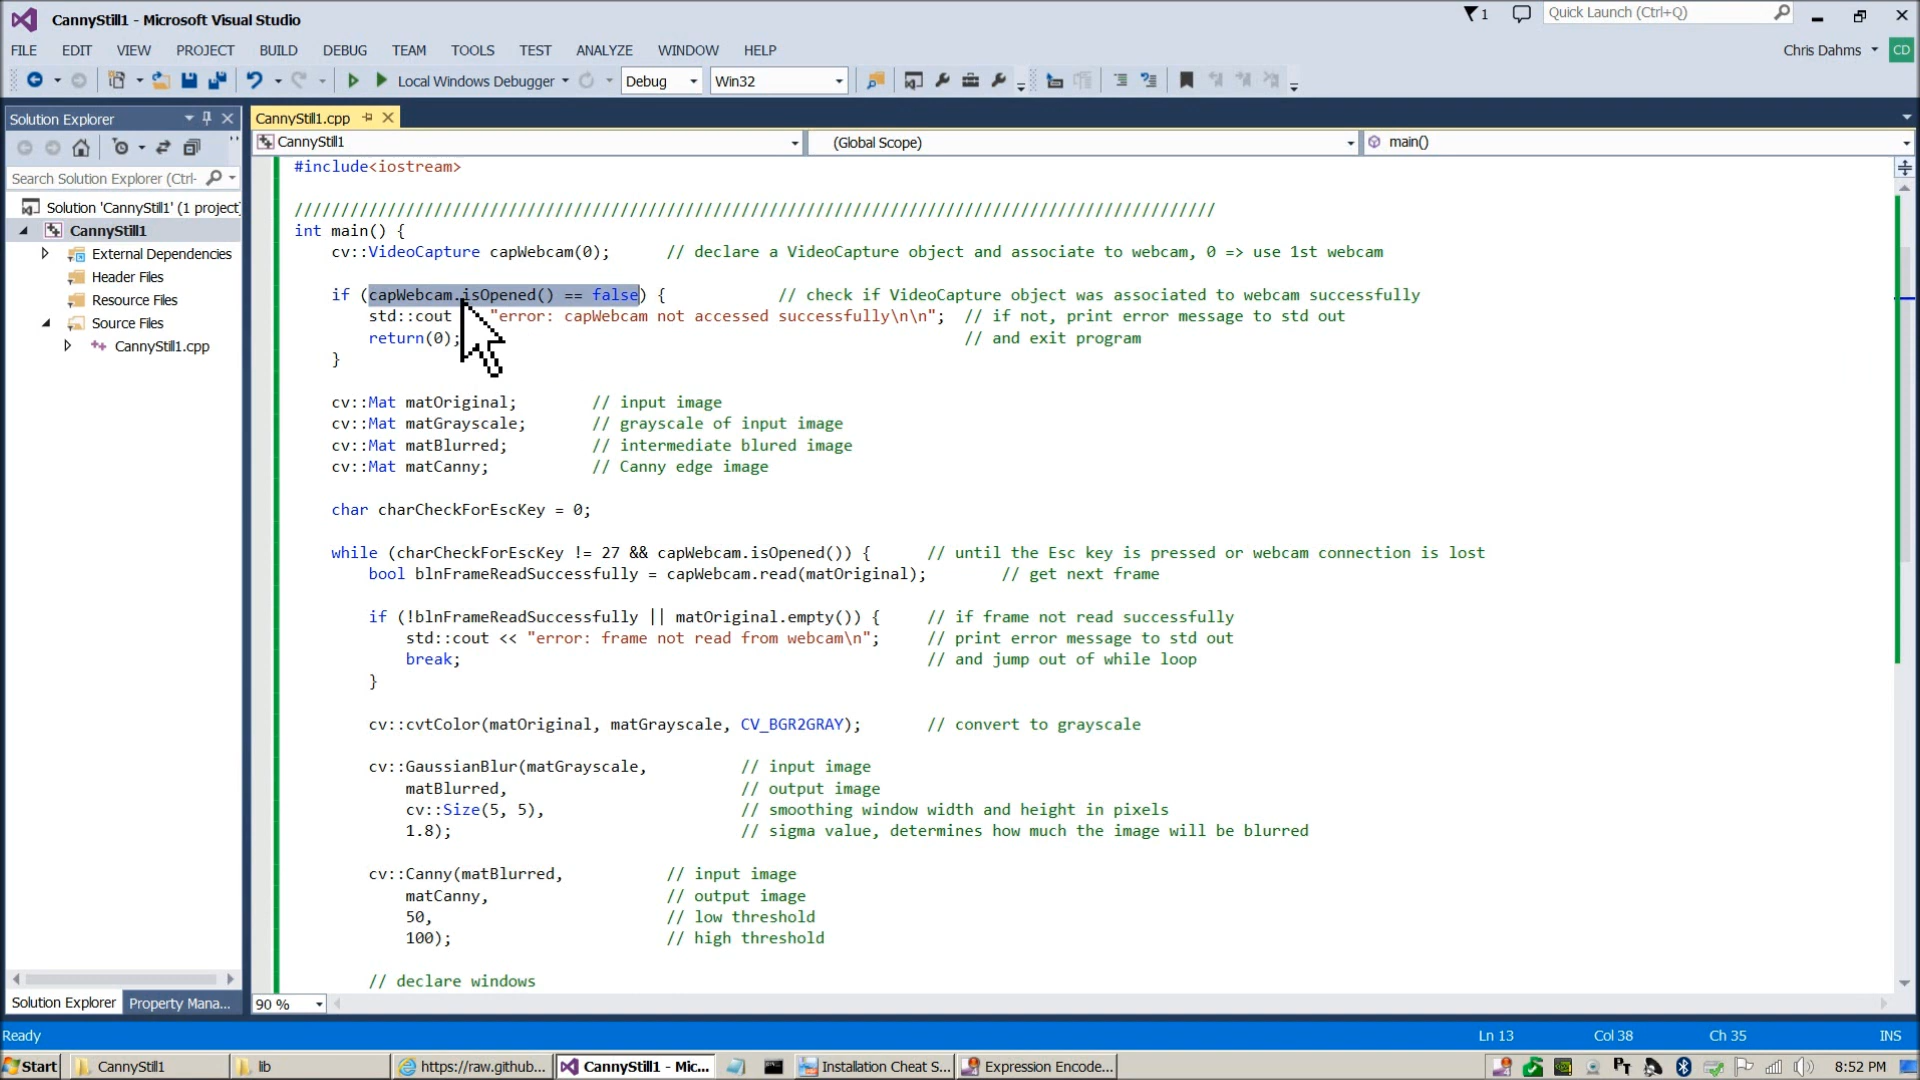 CannyStill1 - Microsoft Visual Studio
1
Quick Launch (Ctrl+Q)
FILE EDIT VIEW PROJECT BUILD DEBUG TEAM TOOLS TEST ANALYZE WINDOW HELP
Chris Dahms
CD
Local Windows Debugger
Debug
Win32
Solution Explorer
Search Solution Explorer (Ctrl-
Solution 'CannyStill1' (1 project)
CannyStill1
External Dependencies
Header Files
Resource Files
Source Files
CannyStill1.cpp
CannyStill1.cpp
CannyStill1
(Global Scope)
main()
#include<iostream>
///////////////////////////////////////////////////////////////////////////////////////////////////
int main() {
cv::VideoCapture capWebcam(0); // declare a VideoCapture object and associate to webcam, 0 => use 1st webcam
if (capWebcam.isOpened() == false) { // check if VideoCapture object was associated to webcam successfully
std::cout "error: capWebcam not accessed successfully\n\n"; // if not, print error message to std out
return(0); // and exit program
}
cv::Mat matOriginal; // input image
cv::Mat matGrayscale; // grayscale of input image
cv::Mat matBlurred; // intermediate blured image
cv::Mat matCanny; // Canny edge image
char charCheckForEscKey = 0;
while (charCheckForEscKey != 27 && capWebcam.isOpened()) { // until the Esc key is pressed or webcam connection is lost
bool blnFrameReadSuccessfully = capWebcam.read(matOriginal); // get next frame
if (!blnFrameReadSuccessfully || matOriginal.empty()) { // if frame not read successfully
std::cout << "error: frame not read from webcam\n"; // print error message to std out
break; // and jump out of while loop
}
cv::cvtColor(matOriginal, matGrayscale, CV_BGR2GRAY); // convert to grayscale
cv::GaussianBlur(matGrayscale, // input image
matBlurred, // output image
cv::Size(5, 5), // smoothing window width and height in pixels
1.8); // sigma value, determines how much the image will be blurred
cv::Canny(matBlurred, // input image
matCanny, // output image
50, // low threshold
100); // high threshold
// declare windows
Solution Explorer
Property Mana...
90 %
Ready
Ln 13
Col 38
Ch 35
INS
Start
CannyStill1
lib
https://raw.github...
CannyStill1 - Mic...
Installation Cheat S...
Expression Encode...
8:52 PM